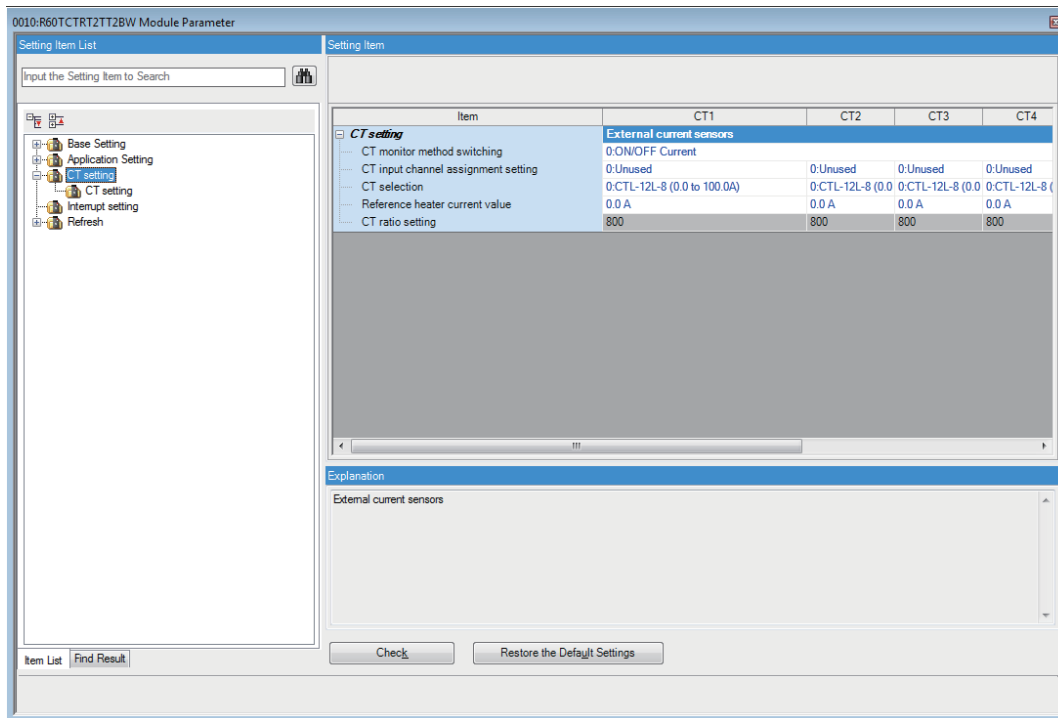 0010:R60TCTRT2TT2BW Module Parameter
Setting Item List
Input the Setting Item to Search
Base Setting
Application Setting
CT setting
CT setting
Interrupt setting
Refresh
Item List Find Result
Setting Item
Item CT1 CT2 CT3 CT4
CT setting External current sensors
CT monitor method switching 0:ON/OFF Current
CT input channel assignment setting 0:Unused 0:Unused 0:Unused 0:Unused
CT selection 0:CTL-12L-8 (0.0 to 100.0A) 0:CTL-12L-8 (0.0 0:CTL-12L-8 (0.0 0:CTL-12L-8 (
Reference heater current value 0.0 A 0.0 A 0.0 A 0.0 A
CT ratio setting 800 800 800 800
Explanation
External current sensors
Check Restore the Default Settings